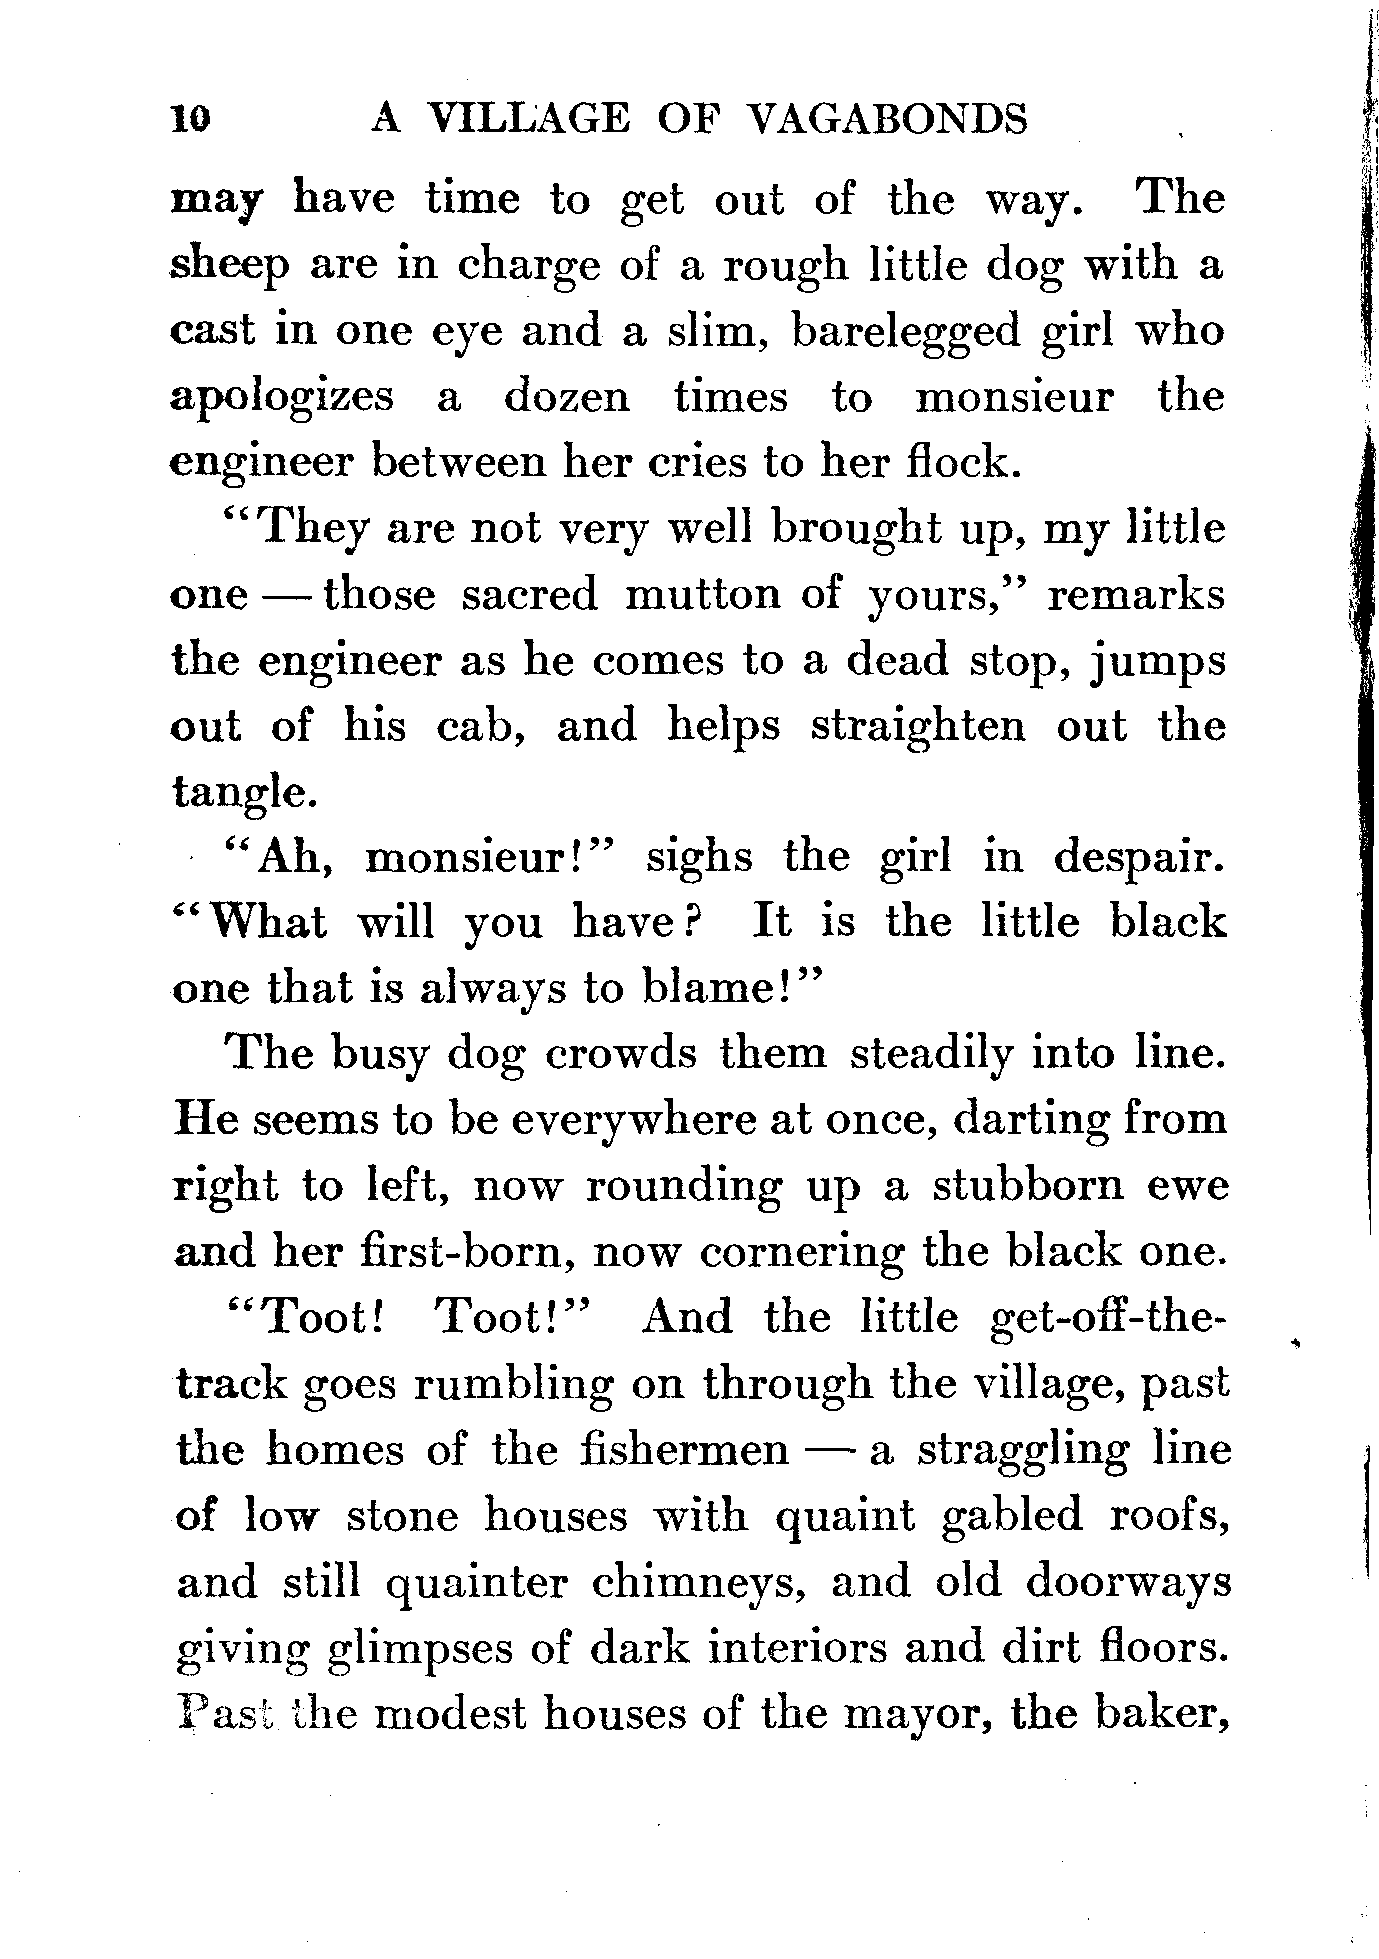 10 A VILLAGE OF VAGABONDS
may have time to get out of the way. The
sheep are in charge of a rough little dog with a
cast in one eye and a slim, barelegged girl who
apologizes a dozen times to monsieur the
engineer between her cries to her flock.
“They are not very well brought up, my little
one — those sacred mutton of yours,” remarks
the engineer as he comes to a dead stop, jumps
out of his cab, and helps straighten out the
tangle.
“Ah, monsieur!” sighs the girl in despair.
“What will you have? It is the little black
one that is always to blame!”
The busy dog crowds them steadily into line.
He seems to be everywhere at once, darting from
right to left, now rounding up a stubborn ewe
and her first-born, now cornering the black one.
“Toot! Toot!” And the little get-off-the-
track goes rumbling on through the village, past
the homes of the fishermen — a straggling line
of low stone houses with quaint gabled roofs,
and still quainter chimneys, and old doorways
giving glimpses of dark interiors and dirt floors.
Past the modest houses of the mayor, the baker,